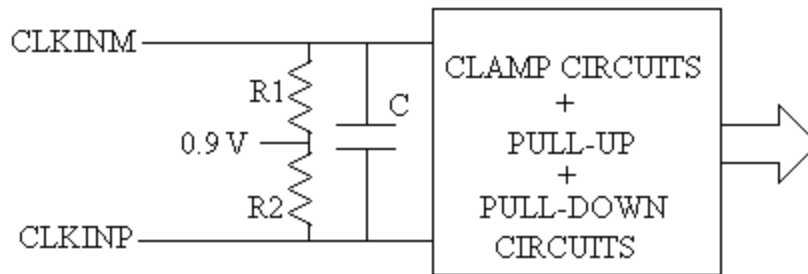 CLKINM
R1
C
0.9 V
R2
CLKINP
CLAMP CIRCUITS
+
PULL-UP
+
PULL-DOWN
CIRCUITS